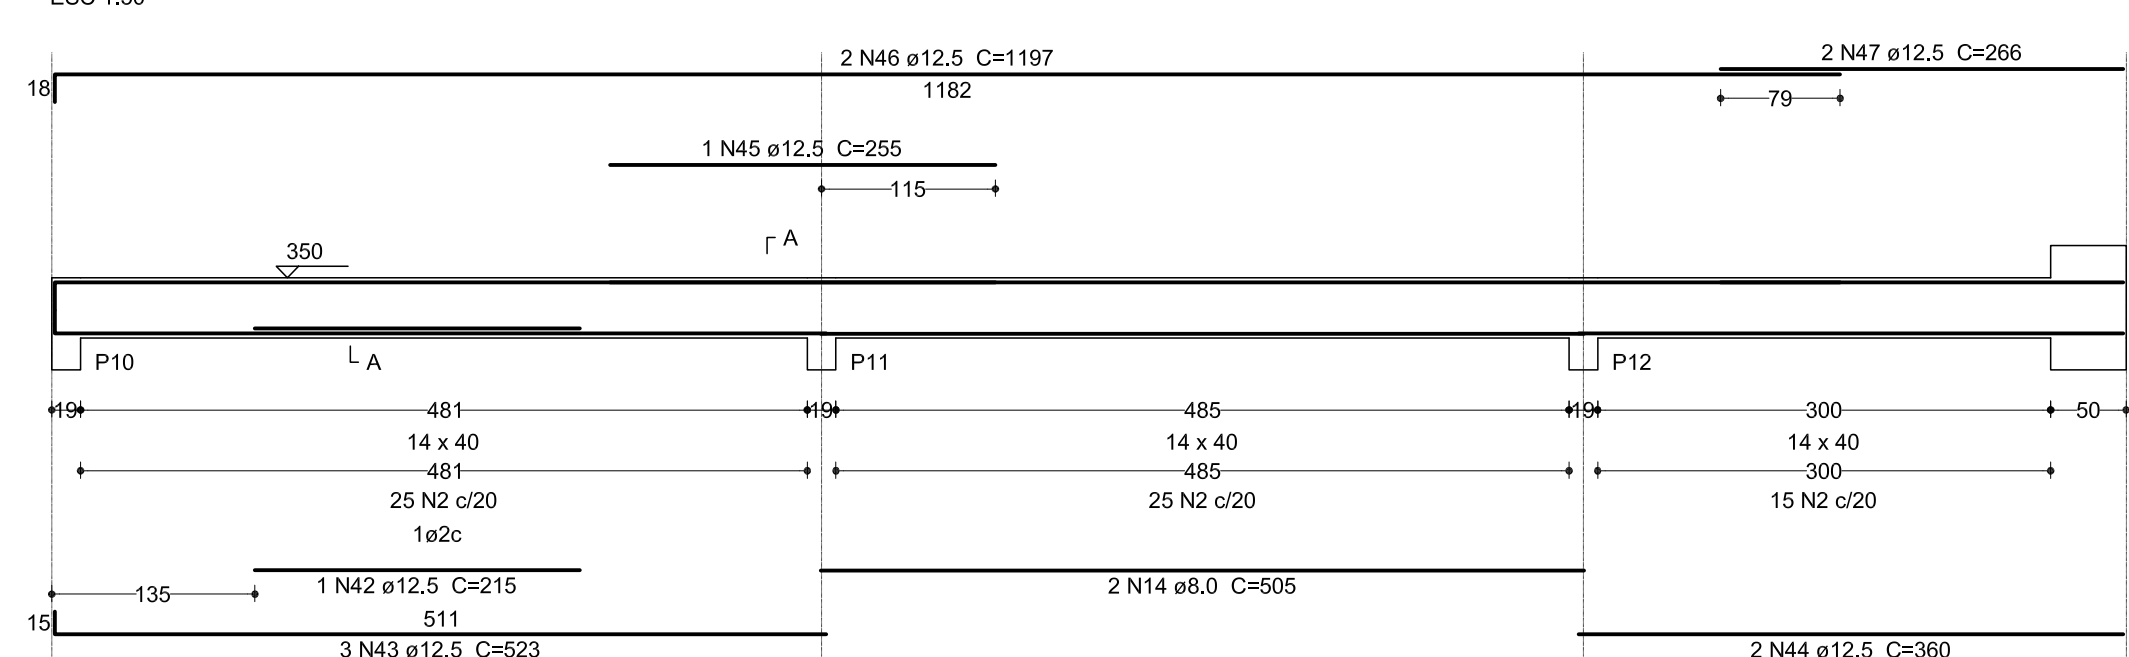 ESC 1:50
2 N46 ø12.5 C=1197
2 N47 ø12.5 C=266
18
1182
79
1 N45 ø12.5 C=255
115
A
350
P10
A
P11
P12
19
481
19
485
19
300
50
14 x 40
14 x 40
14 x 40
481
485
300
25 N2 c/20
25 N2 c/20
15 N2 c/20
1ø2c
135
1 N42 ø12.5 C=215
2 N14 ø8.0 C=505
15
511
3 N43 ø12.5 C=523
2 N44 ø12.5 C=360